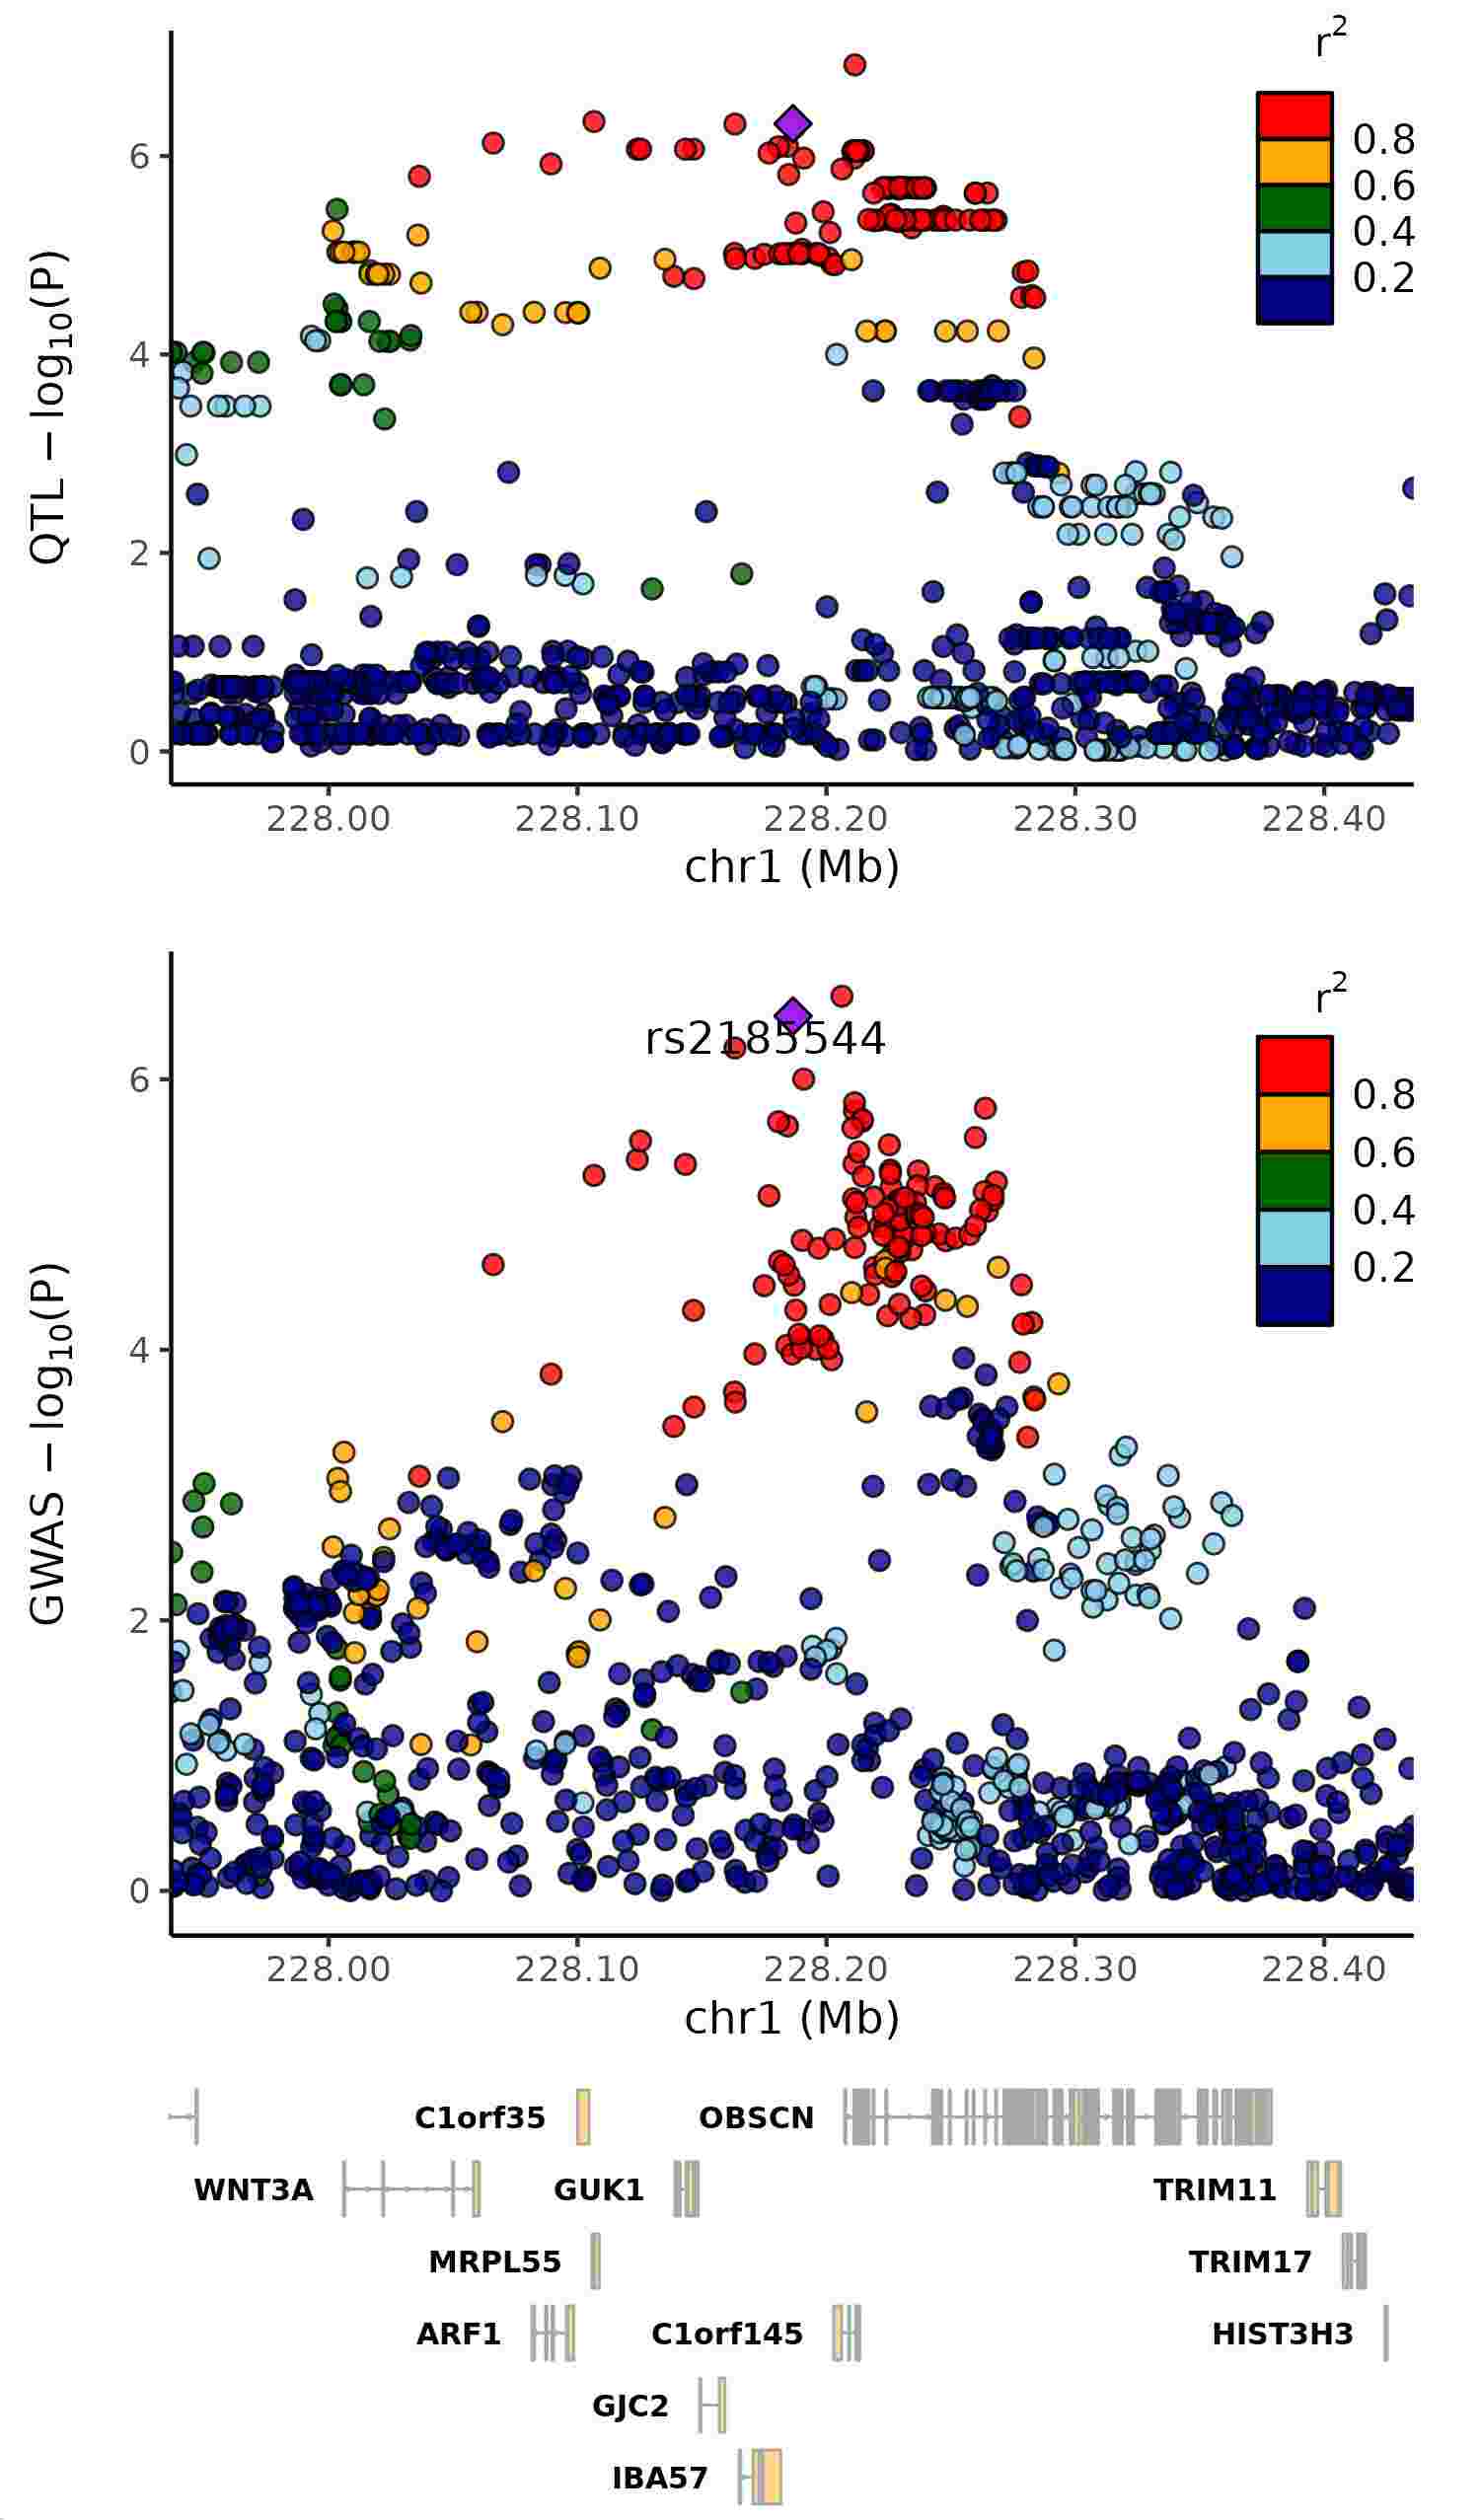 r2
0.8
0.6
0.4
0.2
QTL − log10(P)
6
4
2
0
228.00 228.10 228.20 228.30 228.40
chr1 (Mb)
r2
0.8
0.6
0.4
0.2
rs2185544
GWAS − log10(P)
6
4
2
0
228.00 228.10 228.20 228.30 228.40
chr1 (Mb)
C1orf35 OBSCN
WNT3A GUK1 TRIM11
MRPL55 TRIM17
ARF1 C1orf145 HIST3H3
GJC2
IBA57